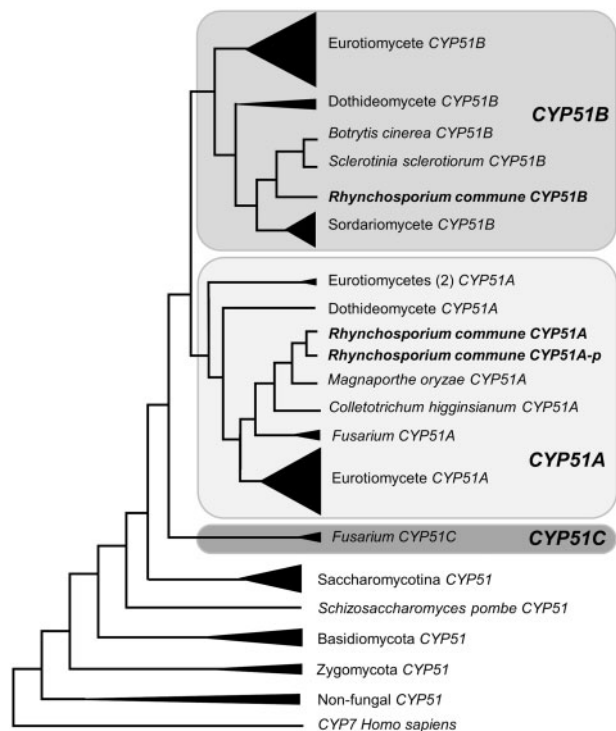 Eurotiomycete CYP51B
Dothideomycete CYP51B
CYP51B
Botrytis cinerea CYP51B
Sclerotinia sclerotiorum CYP51B
Rhynchosporium commune CYP51B
Sordariomycete CYP51B
Eurotiomycetes (2) CYP51A
Dothideomycete CYP51A
Rhynchosporium commune CYP51A
Rhynchosporium commune CYP51A-p
Magnaporthe oryzae CYP51A
Colletotrichum higginsianum CYP51A
Fusarium CYP51A
CYP51A
Eurotiomycete CYP51A
Fusarium CYP51C
CYP51C
Saccharomycotina CYP51
Schizosaccharomyces pombe CYP51
Basidiomycota CYP51
Zygomycota CYP51
Non-fungal CYP51
CYP7 Homo sapiens